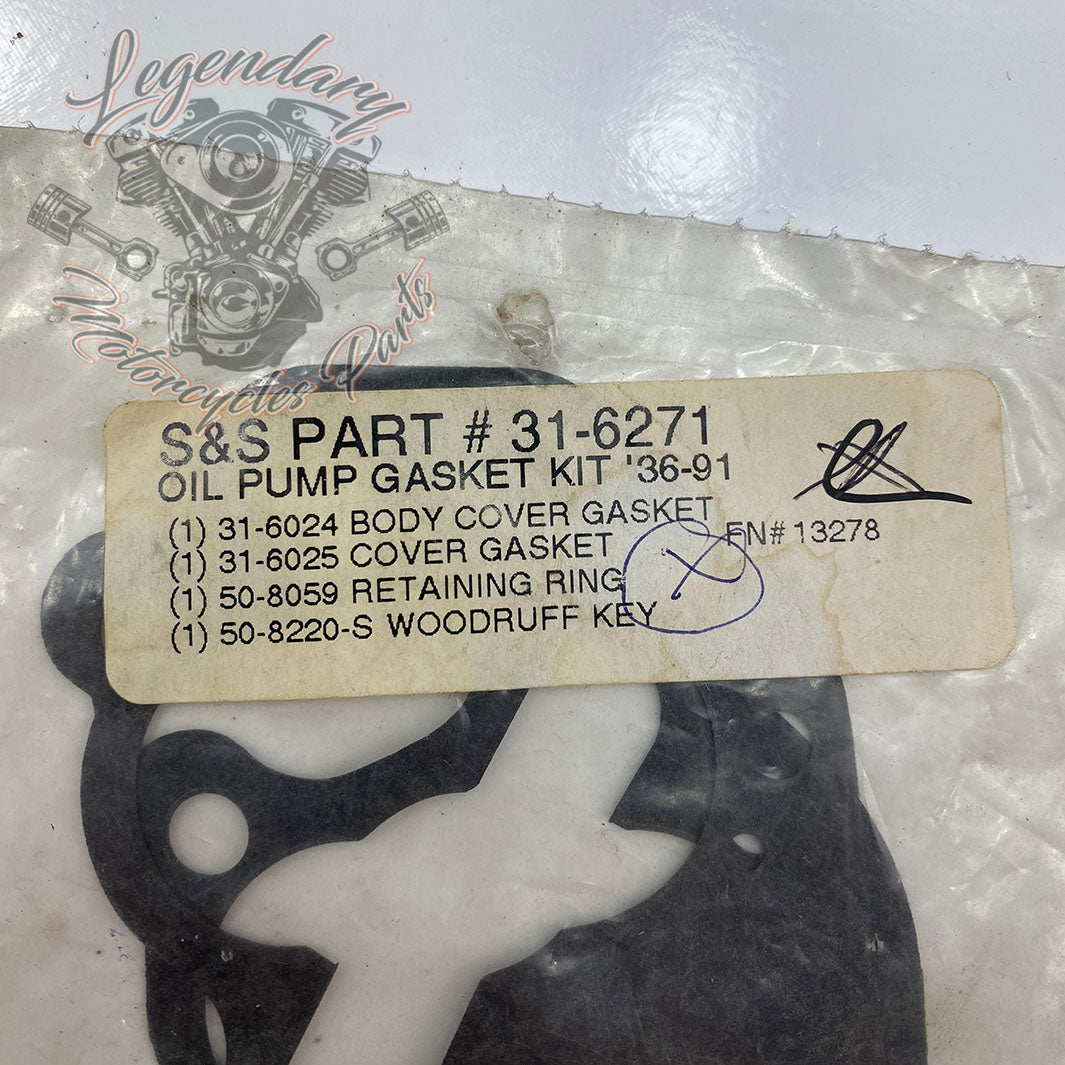 Legendary
Motorcycles Parts
S&S PART # 31-6271
OIL PUMP GASKET KIT '36-91
(1) 31-6024 BODY COVER GASKET
(1) 31-6025 COVER GASKET FN# 13278
(1) 50-8059 RETAINING RING
(1) 50-8220-S WOODRUFF KEY